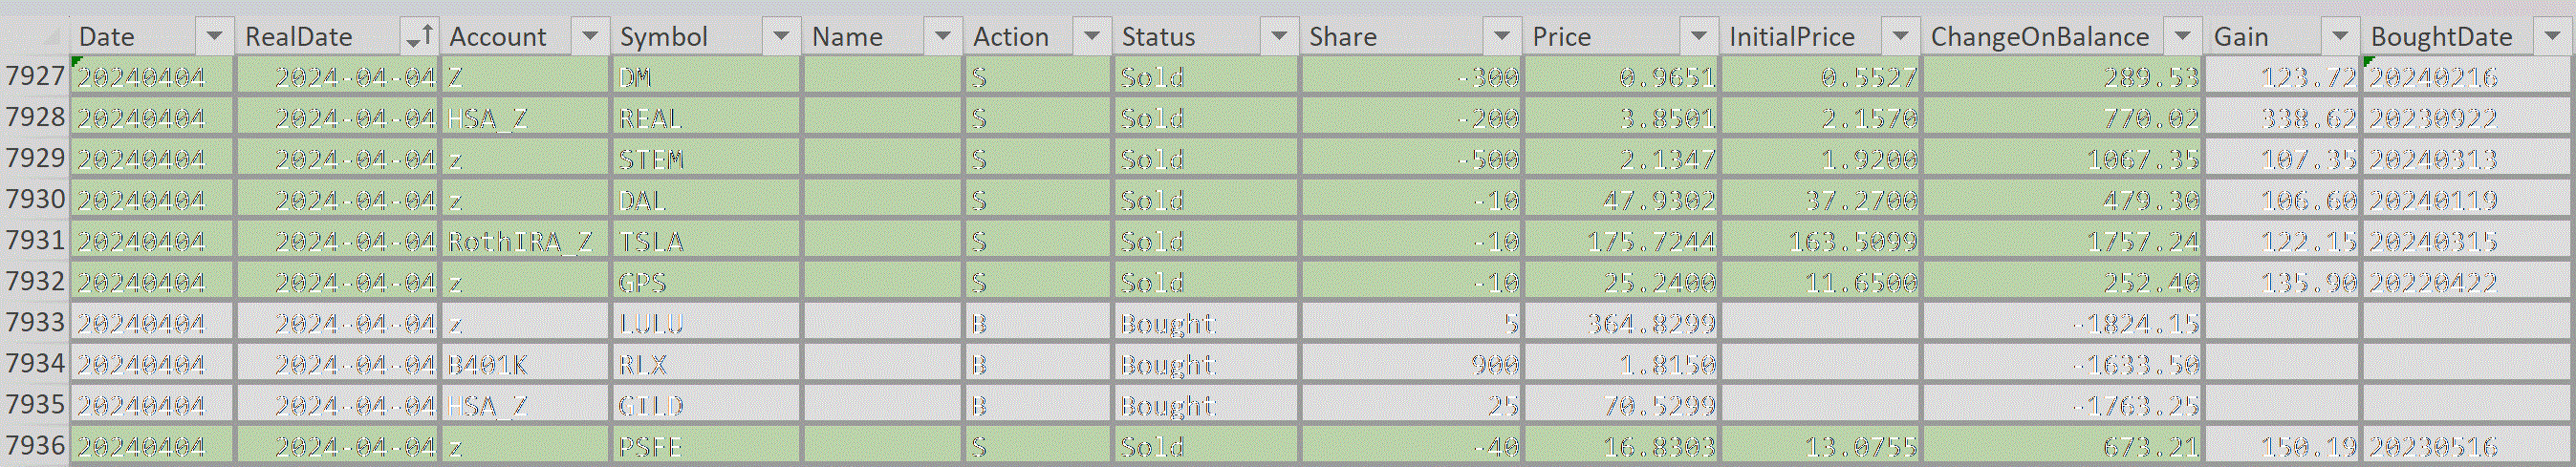 Date RealDate Account Symbol Name Action Status Share Price InitialPrice ChangeOnBalance Gain BoughtDate
7927 20240404 2024-04-04 Z DM S Sold -300 0.9651 0.5527 289.53 123.72 20240216
7928 20240404 2024-04-04 HSA_Z REAL S Sold -200 3.8501 2.1570 770.02 338.62 20230922
7929 20240404 2024-04-04 z STEM S Sold -500 2.1347 1.9200 1067.35 107.35 20240313
7930 20240404 2024-04-04 z DAL S Sold -10 47.9302 37.2700 479.30 106.60 20240119
7931 20240404 2024-04-04 RothIRA_Z TSLA S Sold -10 175.7244 163.5099 1757.24 122.15 20240315
7932 20240404 2024-04-04 z GPS S Sold -10 25.2400 11.6500 252.40 135.90 20220422
7933 20240404 2024-04-04 z LULU B Bought 5 364.8299 -1824.15
7934 20240404 2024-04-04 B401K RLX B Bought 900 1.8150 -1633.50
7935 20240404 2024-04-04 HSA_Z GILD B Bought 25 70.5299 -1763.25
7936 20240404 2024-04-04 z PSFE S Sold -40 16.8303 13.0755 673.21 150.19 20230516